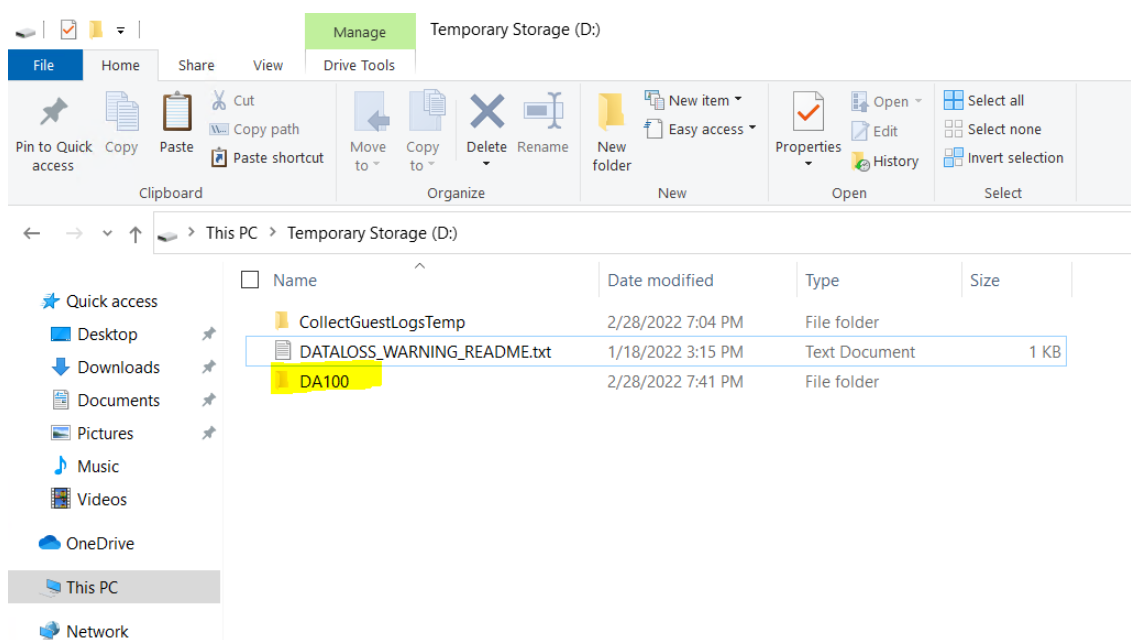 Manage
Temporary Storage (D:)
File
Home
Share
View
Drive Tools
Pin to Quick access
Copy
Paste
Cut
Copy path
Paste shortcut
Clipboard
Move to
Copy to
Delete
Rename
Organize
New folder
New item
Easy access
New
Properties
Open
Edit
History
Open
Select all
Select none
Invert selection
Select
This PC > Temporary Storage (D:)
Name Date modified Type Size
CollectGuestLogsTemp 2/28/2022 7:04 PM File folder
DATALOSS_WARNING_README.txt 1/18/2022 3:15 PM Text Document 1 KB
DA100 2/28/2022 7:41 PM File folder
Quick access
Desktop
Downloads
Documents
Pictures
Music
Videos
OneDrive
This PC
Network